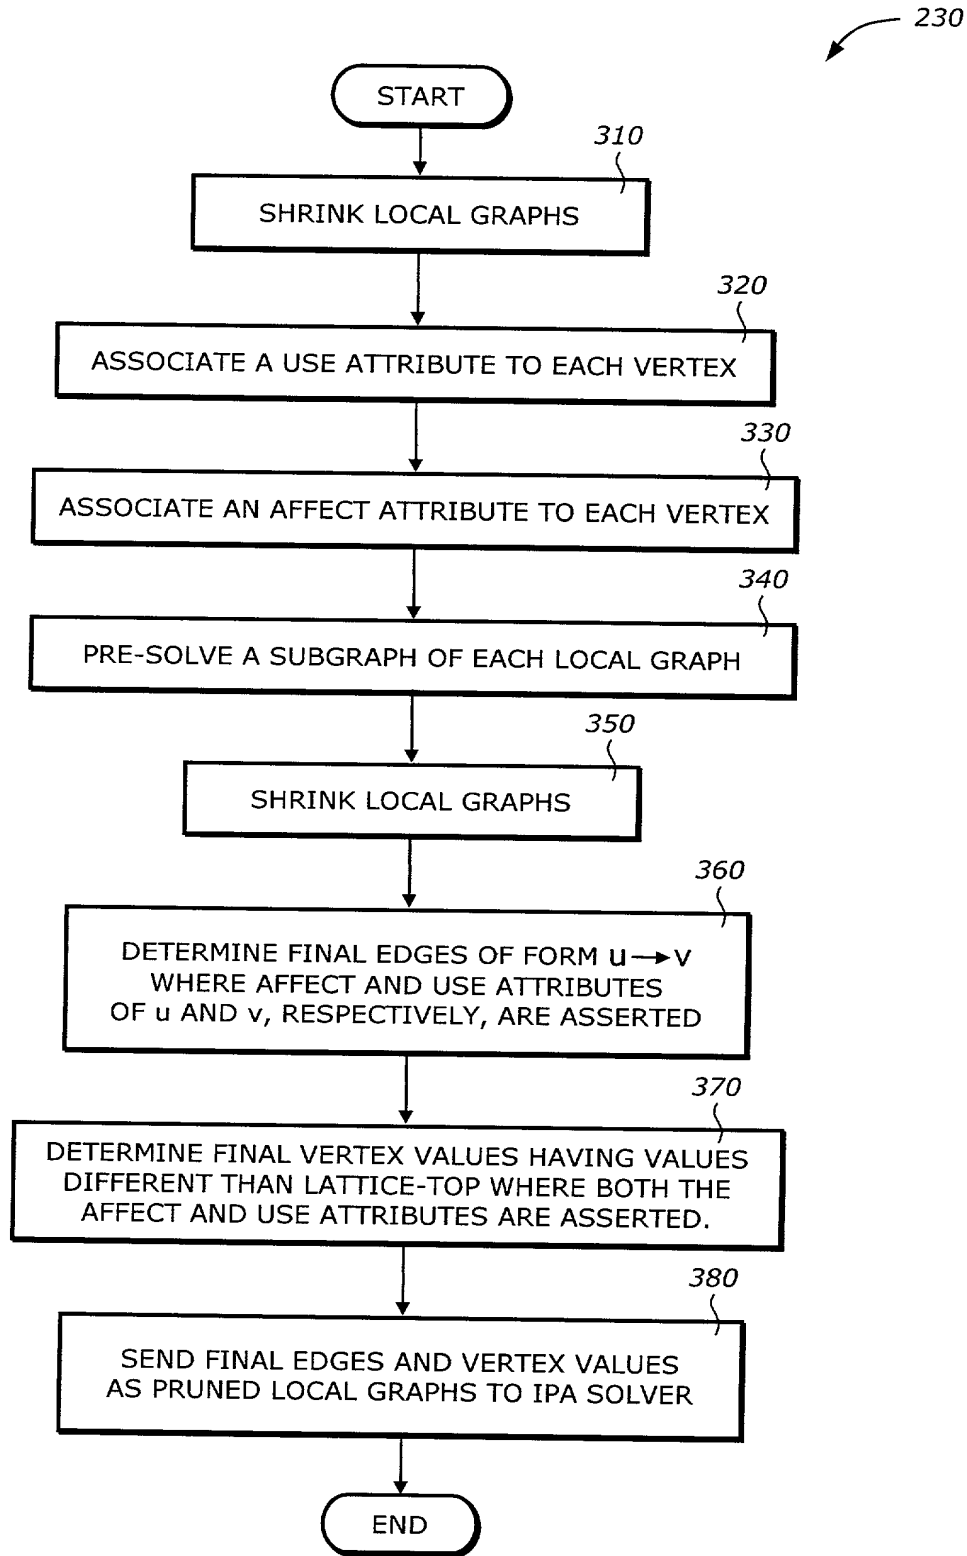 230
START
310
SHRINK LOCAL GRAPHS
320
ASSOCIATE A USE ATTRIBUTE TO EACH VERTEX
330
ASSOCIATE AN AFFECT ATTRIBUTE TO EACH VERTEX
340
PRE-SOLVE A SUBGRAPH OF EACH LOCAL GRAPH
350
SHRINK LOCAL GRAPHS
360
DETERMINE FINAL EDGES OF FORM u→v
WHERE AFFECT AND USE ATTRIBUTES
OF u AND v, RESPECTIVELY, ARE ASSERTED
370
DETERMINE FINAL VERTEX VALUES HAVING VALUES
DIFFERENT THAN LATTICE-TOP WHERE BOTH THE
AFFECT AND USE ATTRIBUTES ARE ASSERTED.
380
SEND FINAL EDGES AND VERTEX VALUES
AS PRUNED LOCAL GRAPHS TO IPA SOLVER
END